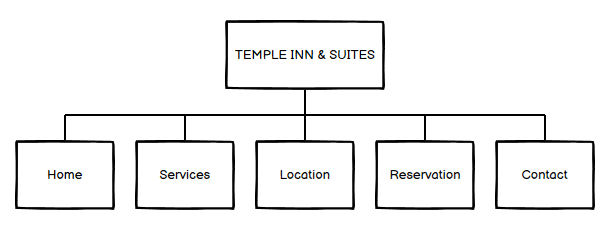 TEMPLE INN & SUITES
Home
Services
Location
Reservation
Contact